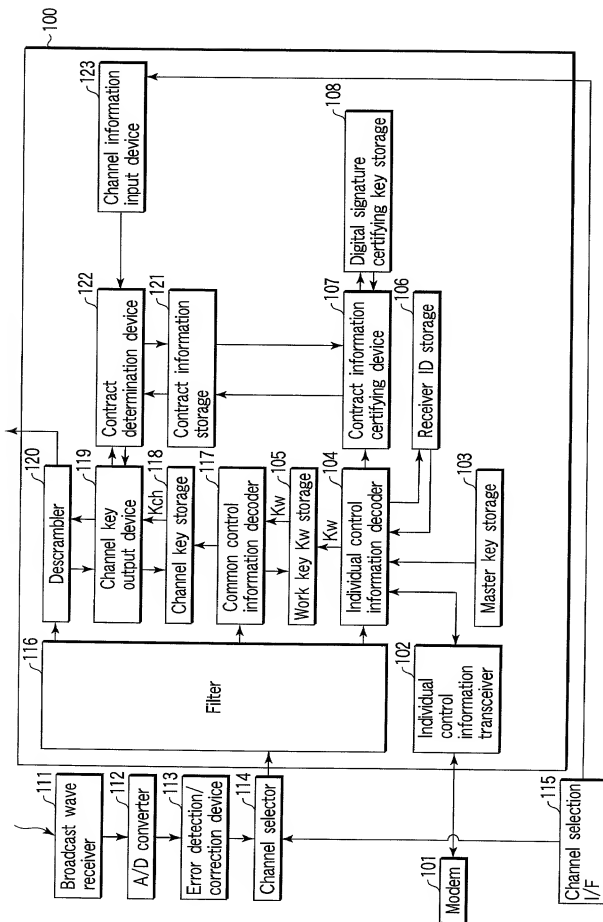 100
111
Broadcast wave
receiver
112
A/D converter
113
Error detection/
correction device
114
Channel selector
115
Channel selection
I/F
101
Modem
116
Filter
102
Individual
control
information
transceiver
120
Descrambler
119
Channel key
output device
Kch
118
Channel key storage
117
Common control
information decoder
Kw
105
Work key Kw storage
Kw
104
Individual control
information decoder
103
Master key storage
122
Contract
determination device
121
Contract information
storage
107
Contract information
certifying device
106
Receiver ID storage
123
Channel information
input device
108
Digital signature
certifying key storage